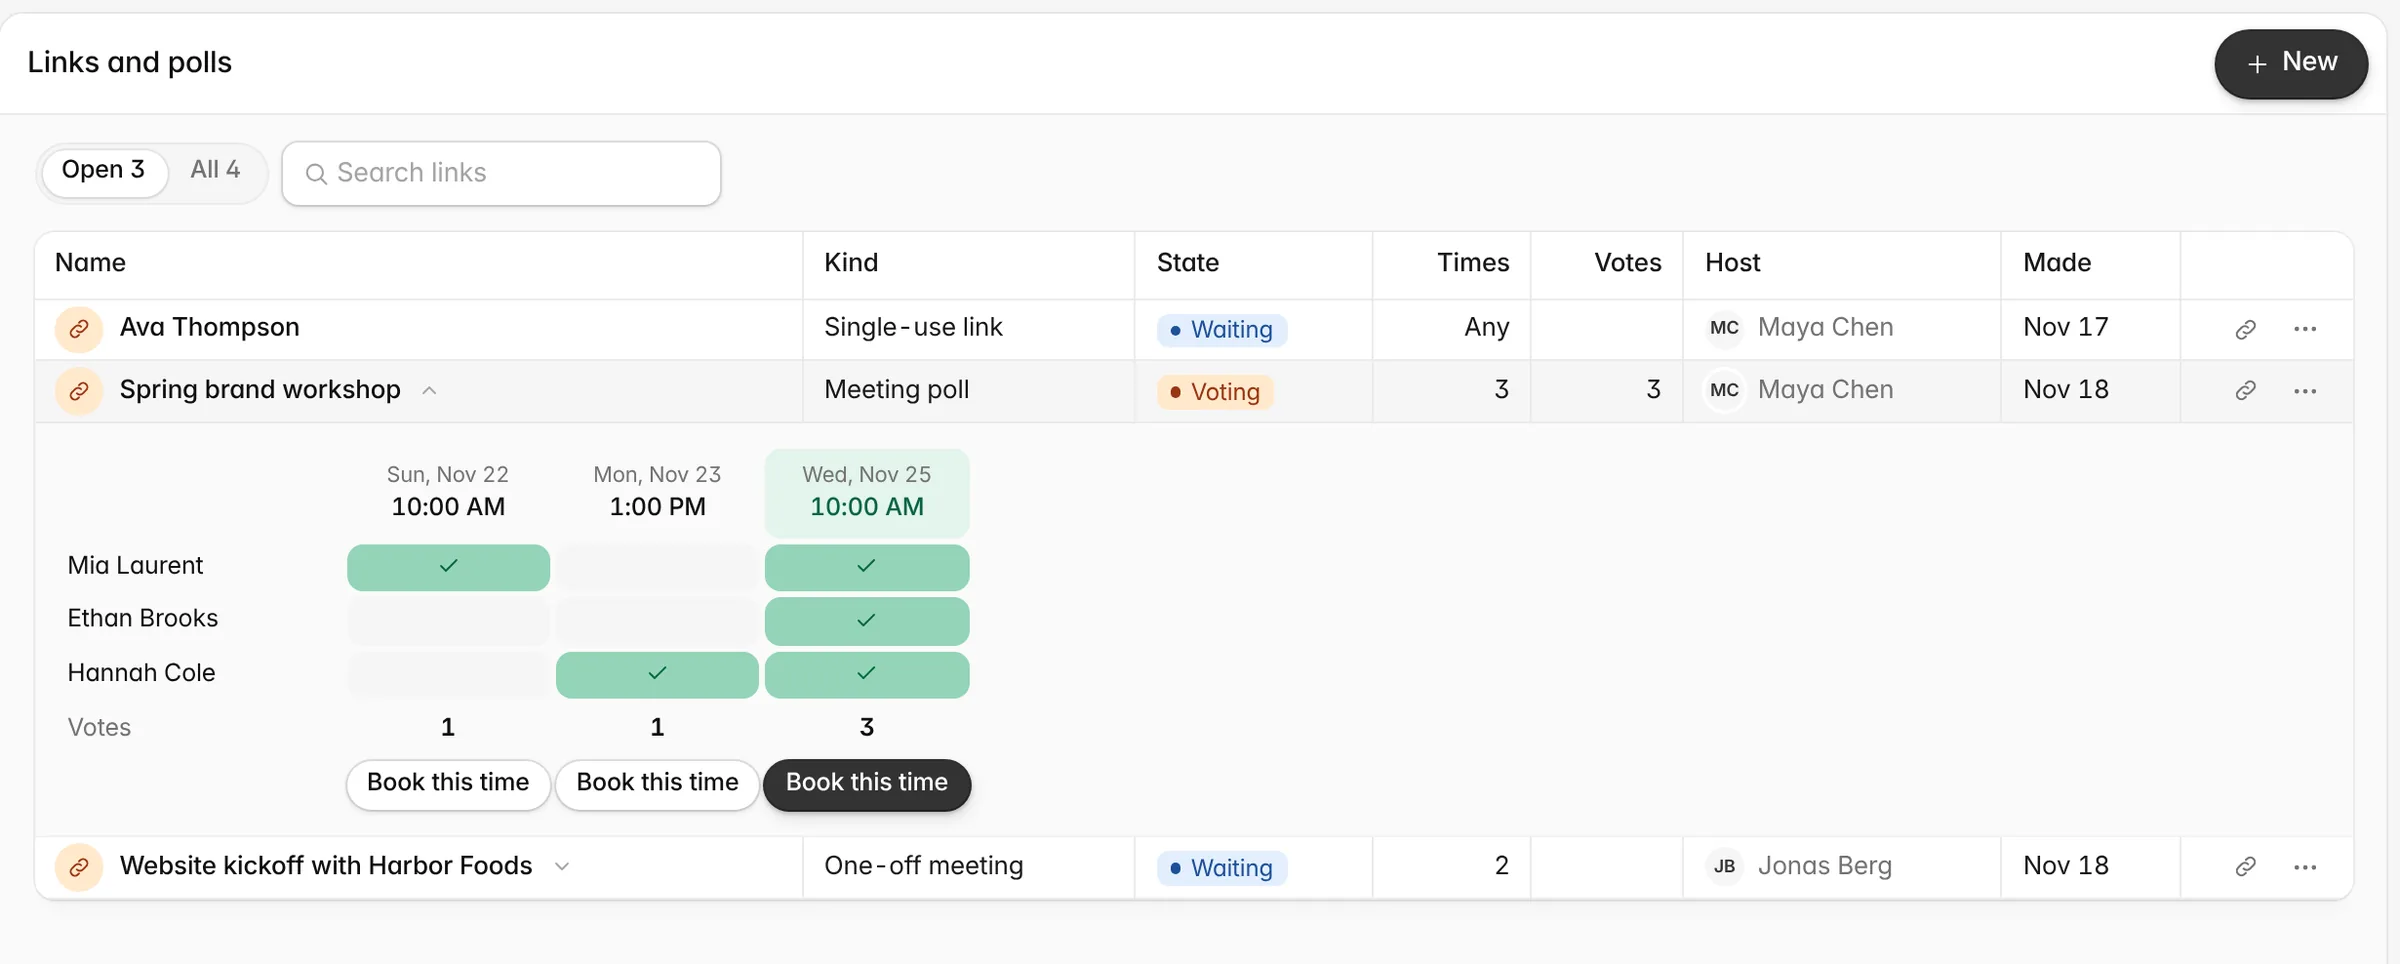 Links and polls
+ New
Open 3 All 4 Search links
Name Kind State Times Votes Host Made
Ava Thompson Single-use link Waiting Any MC Maya Chen Nov 17
Spring brand workshop Meeting poll Voting 3 3 MC Maya Chen Nov 18
Sun, Nov 22 Mon, Nov 23 Wed, Nov 25
10:00 AM 1:00 PM 10:00 AM
Mia Laurent
Ethan Brooks
Hannah Cole
Votes 1 1 3
Book this time Book this time Book this time
Website kickoff with Harbor Foods One-off meeting Waiting 2 JB Jonas Berg Nov 18